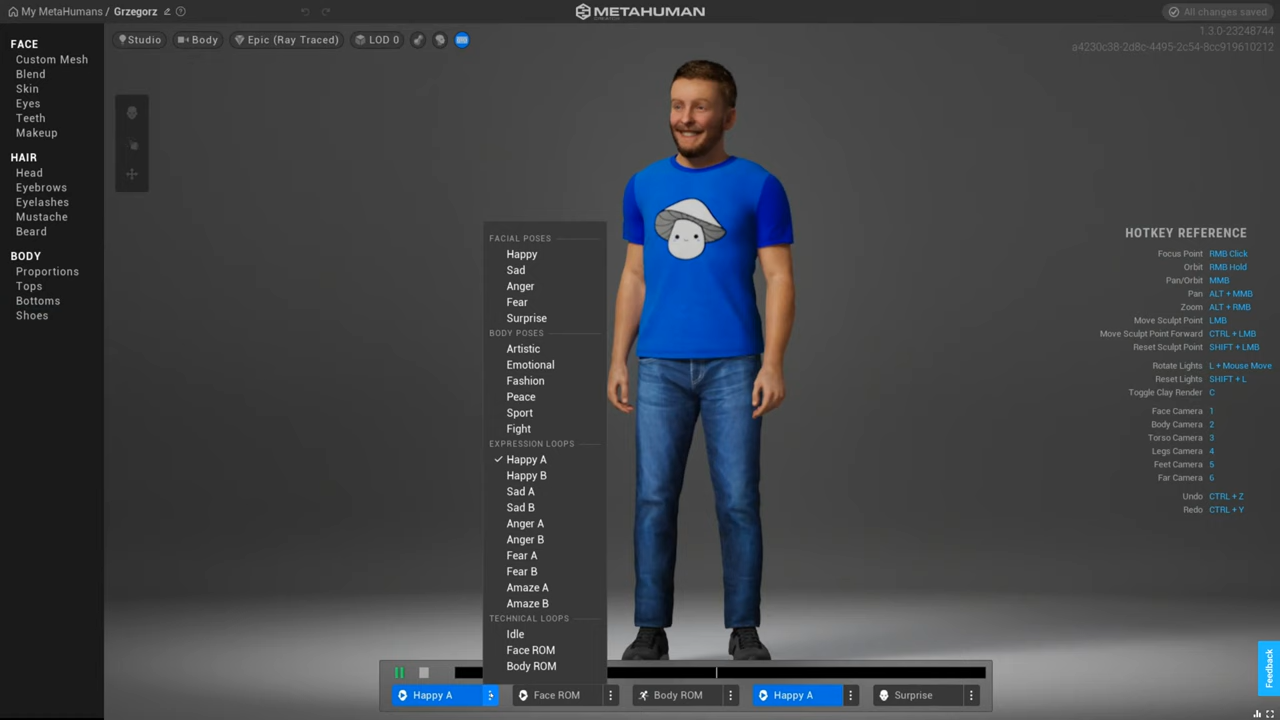 My MetaHumans / Grzegorz
METAHUMAN
All changes saved
1.3.0-23248744
a4230c38-2d8c-4495-2c54-8cc919610212
Studio
Body
Epic (Ray Traced)
LOD 0
FACE
Custom Mesh
Blend
Skin
Eyes
Teeth
Makeup
HAIR
Head
Eyebrows
Eyelashes
Mustache
Beard
BODY
Proportions
Tops
Bottoms
Shoes
FACIAL POSES
Happy
Sad
Anger
Fear
Surprise
BODY POSES
Artistic
Emotional
Fashion
Peace
Sport
Fight
EXPRESSION LOOPS
Happy A
Happy B
Sad A
Sad B
Anger A
Anger B
Fear A
Fear B
Amaze A
Amaze B
TECHNICAL LOOPS
Idle
Face ROM
Body ROM
HOTKEY REFERENCE
Focus Point RMB Click
Orbit RMB Hold
Pan/Orbit MMB
Pan ALT + MMB
Zoom ALT + RMB
Move Sculpt Point LMB
Move Sculpt Point Forward CTRL + LMB
Reset Sculpt Point SHIFT + LMB
Rotate Lights L + Mouse Move
Reset Lights SHIFT + L
Toggle Clay Render C
Face Camera 1
Body Camera 2
Torso Camera 3
Legs Camera 4
Feet Camera 5
Far Camera 6
Undo CTRL + Z
Redo CTRL + Y
Feedback
Happy A
Face ROM
Body ROM
Happy A
Surprise